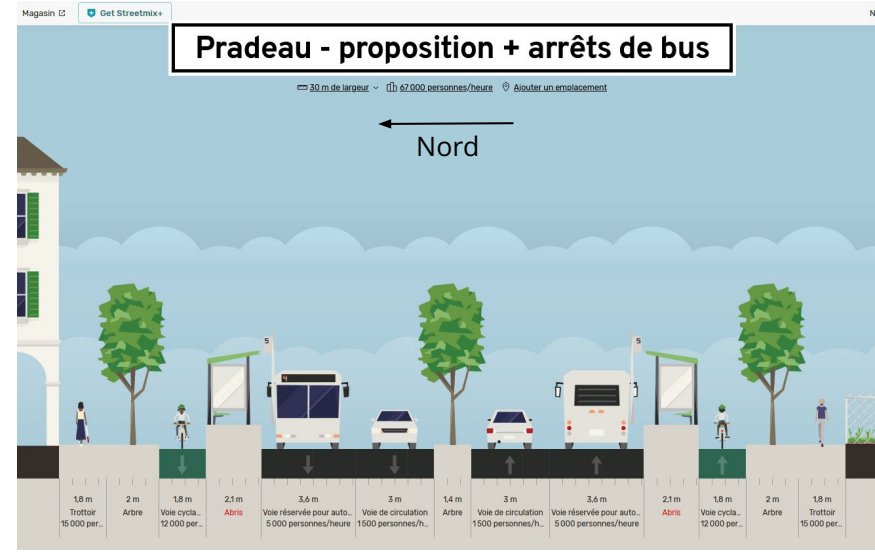 Magasin
Get Streetmix+
N
Pradeau - proposition + arrêts de bus
30 m de largeur
67 000 personnes/heure
Ajouter un emplacement
Nord
S
S
4
1,8 m
Trottoir
15 000 per...
2 m
Arbre
1,8 m
Voie cycla...
12 000 per...
2,1 m
Abris
3,6 m
Voie réservée pour auto...
5 000 personnes/heure
3 m
Voie de circulation
1 500 personnes/h...
1,4 m
Arbre
3 m
Voie de circulation
1 500 personnes/h...
3,6 m
Voie réservée pour auto...
5 000 personnes/heure
2,1 m
Abris
1,8 m
Voie cycla...
12 000 per...
2 m
Arbre
1,8 m
Trottoir
15 000 per...